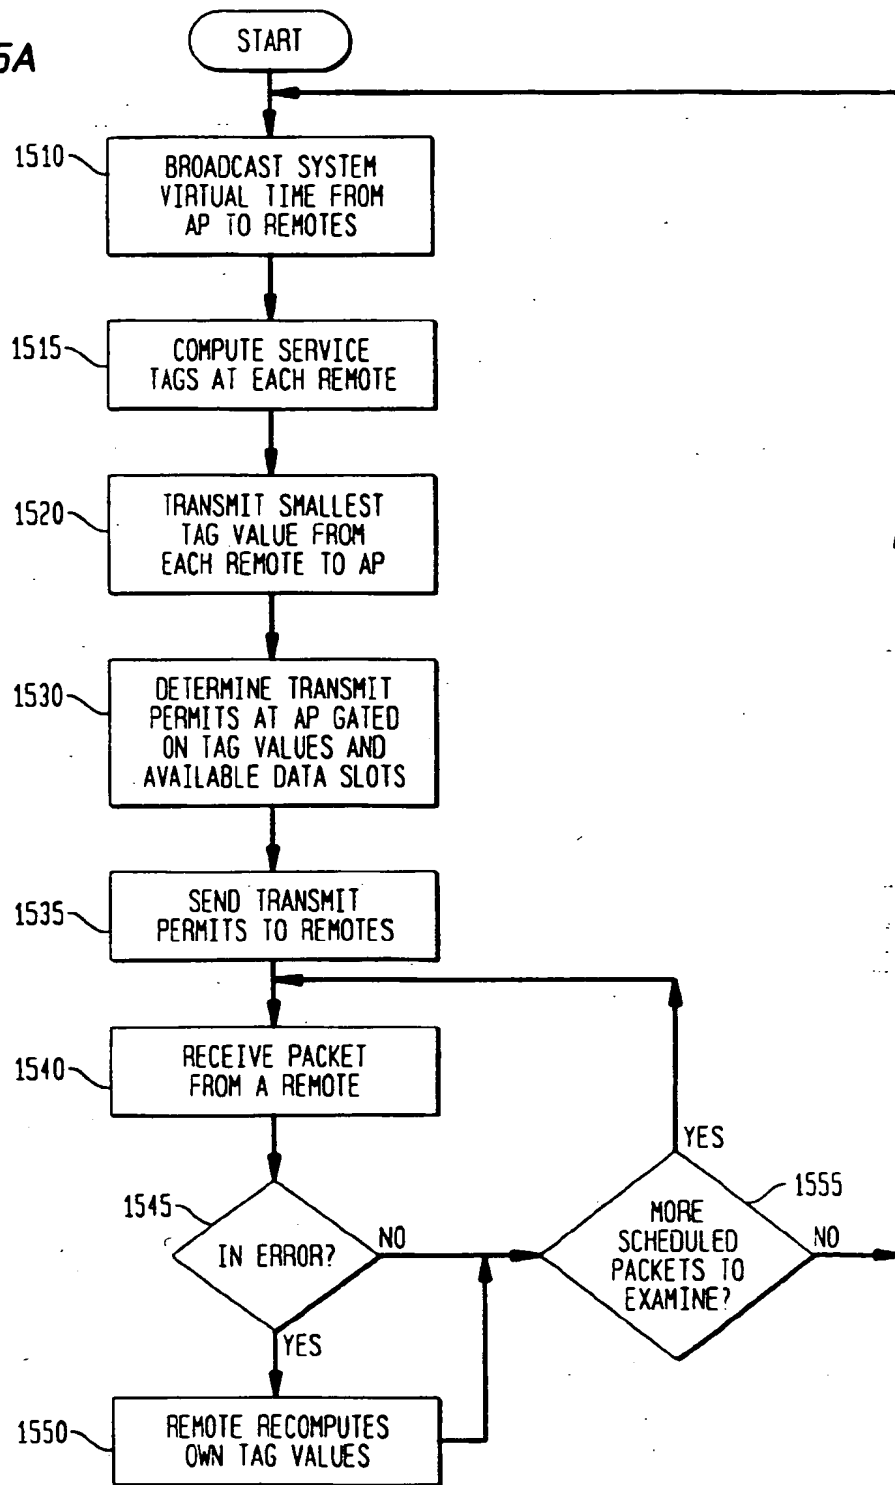 5A
START
1510
BROADCAST SYSTEM
VIRTUAL TIME FROM
AP TO REMOTES
1515
COMPUTE SERVICE
TAGS AT EACH REMOTE
1520
TRANSMIT SMALLEST
TAG VALUE FROM
EACH REMOTE TO AP
1530
DETERMINE TRANSMIT
PERMITS AT AP GATED
ON TAG VALUES AND
AVAILABLE DATA SLOTS
1535
SEND TRANSMIT
PERMITS TO REMOTES
1540
RECEIVE PACKET
FROM A REMOTE
1545
IN ERROR?
NO
YES
1550
REMOTE RECOMPUTES
OWN TAG VALUES
YES
1555
MORE
SCHEDULED
PACKETS TO
EXAMINE?
NO